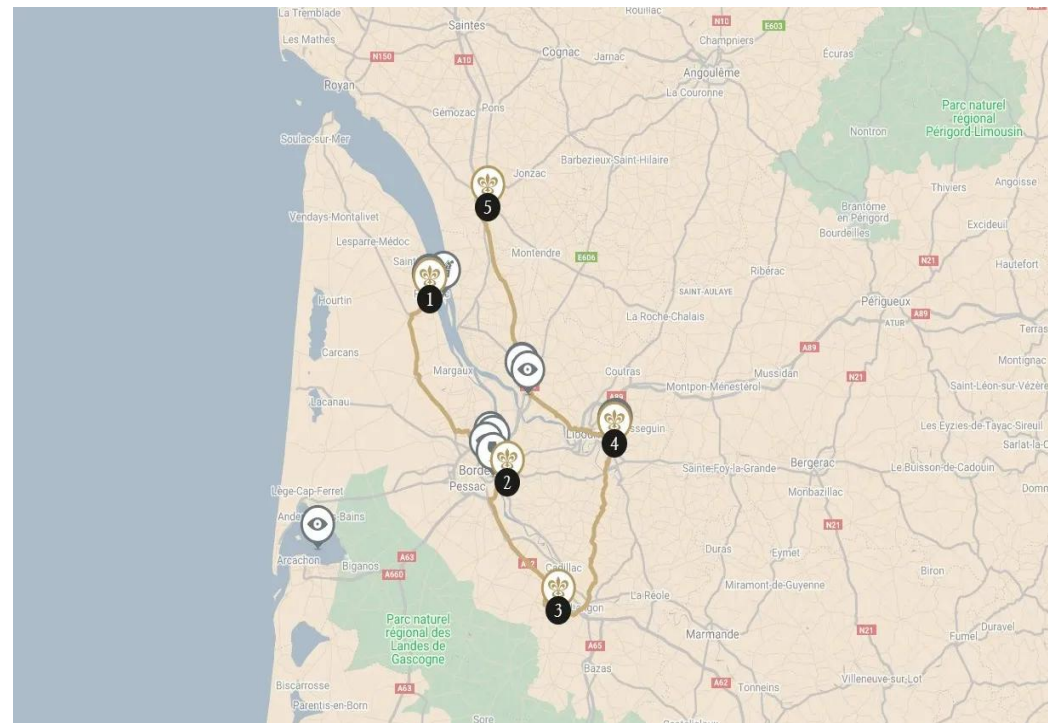 La Tremblade
Rouillac
N10
E603
Saintes
Les Mathes
Champniers
Écuras
N150
A10
Cognac
Jarnac
Angoulême
Royan
La Couronne
Gémozac
Pons
Parc naturel
régional
Périgord-Limousin
Nontron
Soulac-sur-Mer
Barbezieux-Saint-Hilaire
Jonzac
Thiviers
Angoisse
5
Brantôme
en Périgord
Bourdeilles
Vendays-Montalivet
Excideuil
N21
Lesparre-Médoc
Montendre
E606
Hautefort
Ribérac
1
SAINT-AULAYE
Hourtin
Périgueux
A89
ATUR
La Roche-Chalais
Terras
Carcans
A89
Montignac
Margaux
Coutras
Mussidan
N21
Montpon-Ménestérol
Saint-Léon-sur-Vézère
Lacanau
Les Eyzies-de-Tayac-Sireuil
4
Sarlat-la-C
Bergerac
Sainte-Foy-la-Grande
Le Buisson-de-Cadouin
2
Pessac
Lège-Cap-Ferret
Monbazillac
Domm
N21
Arcachon
Biganos
A63
A660
Duras
Eymet
Biron
Cadillac
Miramont-de-Guyenne
La Réole
3
Parc naturel
régional des
Landes de
Gascogne
Marmande
N21
Duravel
Fumel
A65
Bazas
A62
Villeneuve-sur-Lot
Biscarrosse
A63
Tonneins
Parentis-en-Born
Sore